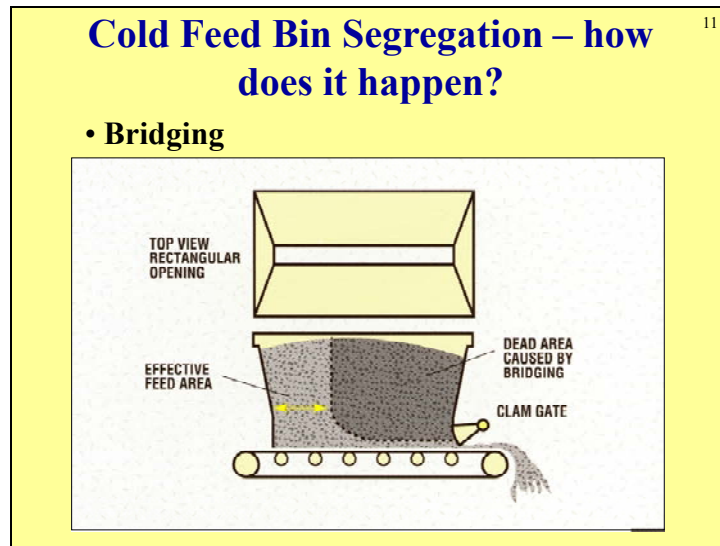 11
Cold Feed Bin Segregation – how
does it happen?
• Bridging
TOP VIEW
RECTANGULAR
OPENING
EFFECTIVE
FEED AREA
DEAD AREA
CAUSED BY
BRIDGING
CLAM GATE